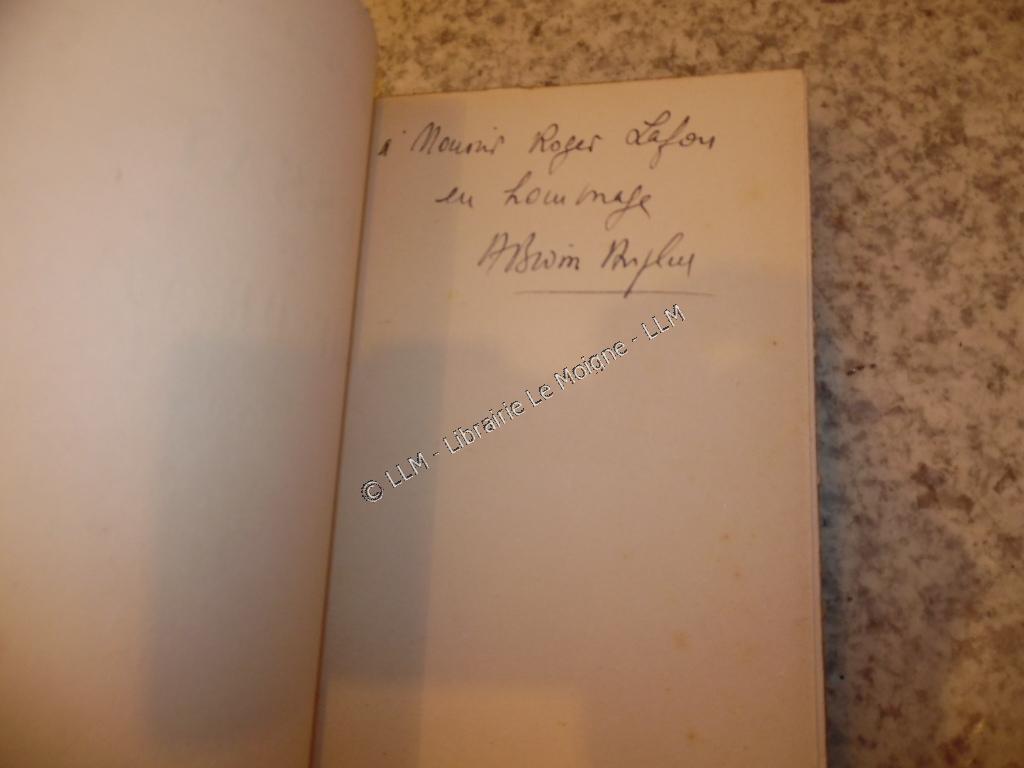 à Monsieur Roger Lafon
en hommage
© LLM - Librairie Le Moigne - LLM